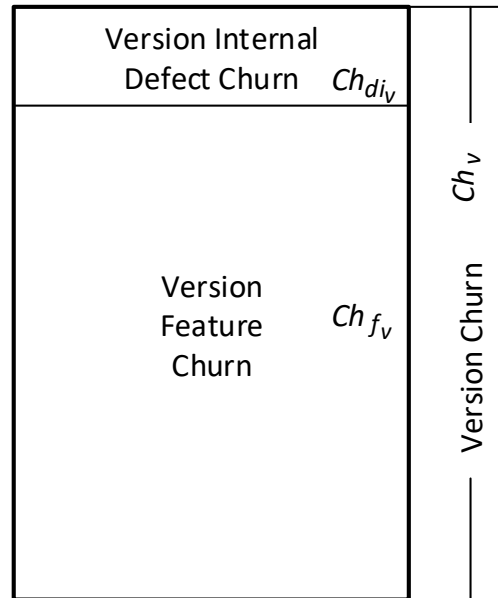 Version Internal
Defect Churn Ch_{di_v}
Ch_v
Version
Feature
Churn
Ch_{f_v}
Version Churn